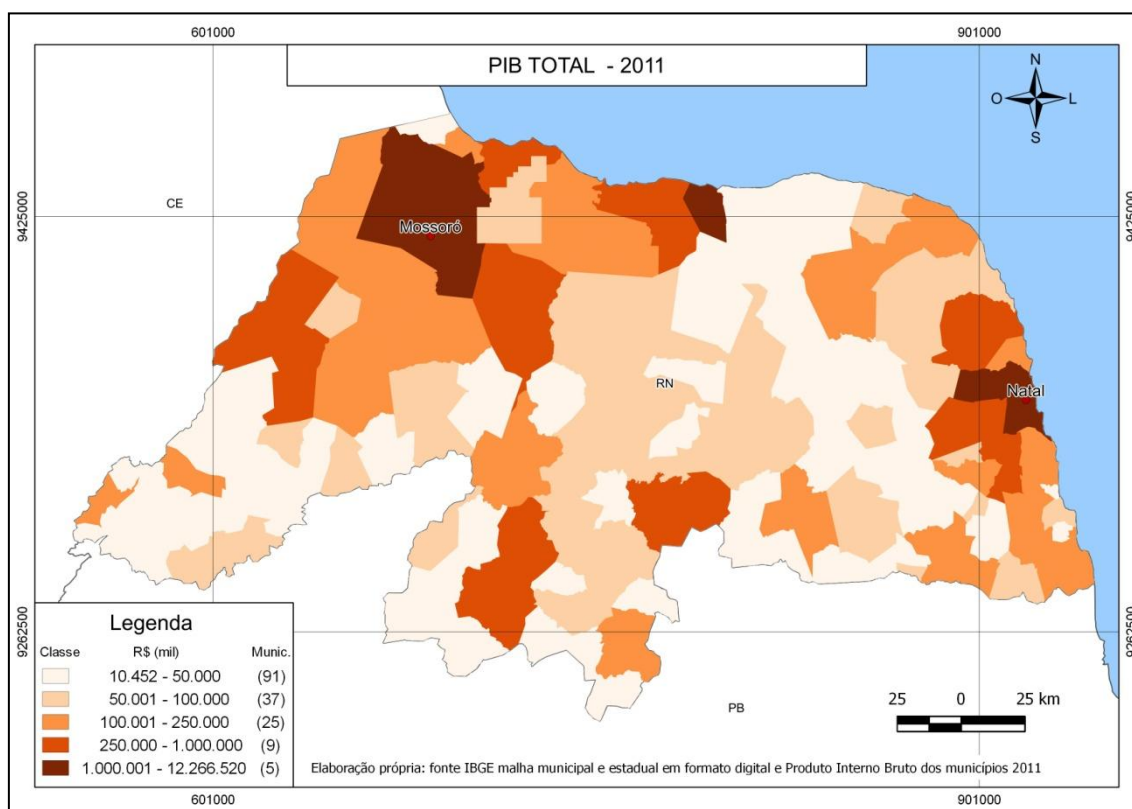 601000
901000
PIB TOTAL - 2011
N
O
L
S
CE
9425000
9425000
Mossoró
RN
Natal
9262500
9262500
Legenda
Classe R$ (mil) Munic.
10.452 - 50.000 (91)
50.001 - 100.000 (37)
100.001 - 250.000 (25)
250.000 - 1.000.000 (9)
1.000.001 - 12.266.520 (5)
PB
25 0 25 km
Elaboração própria: fonte IBGE malha municipal e estadual em formato digital e Produto Interno Bruto dos municípios 2011
601000
901000